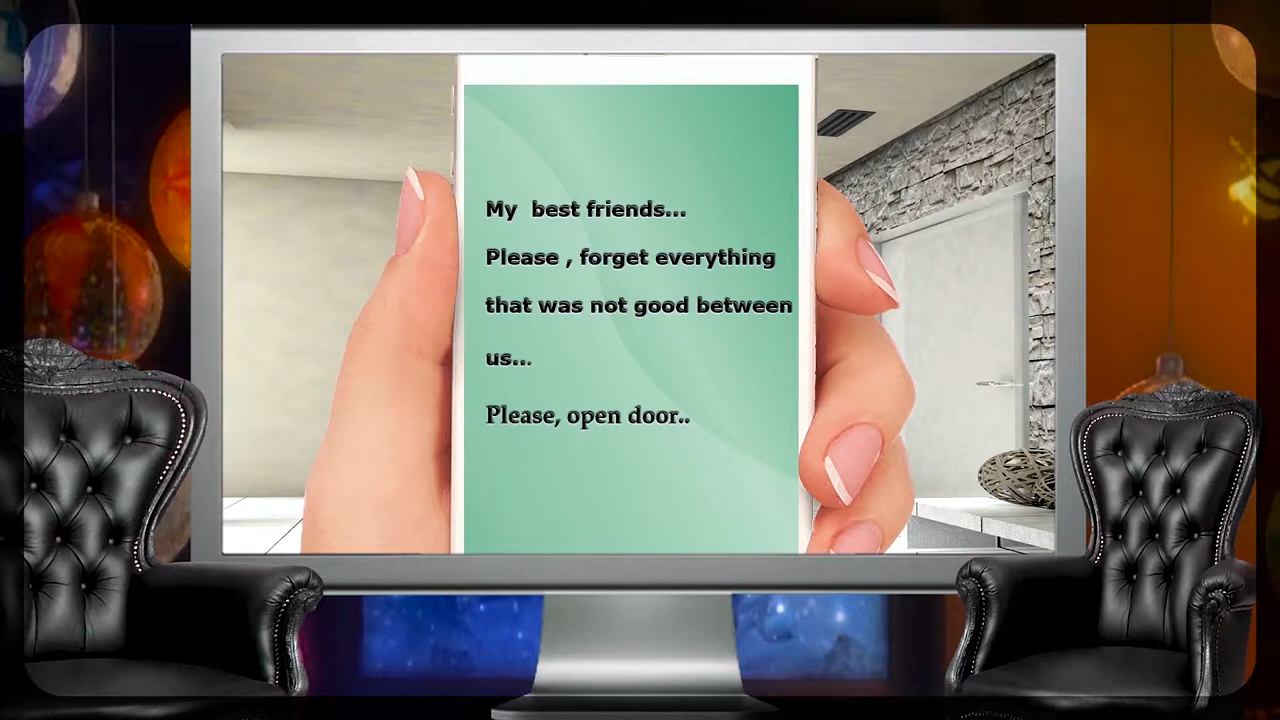 My  best friends...
Please , forget everything
that was not good between
us...
Please, open door..